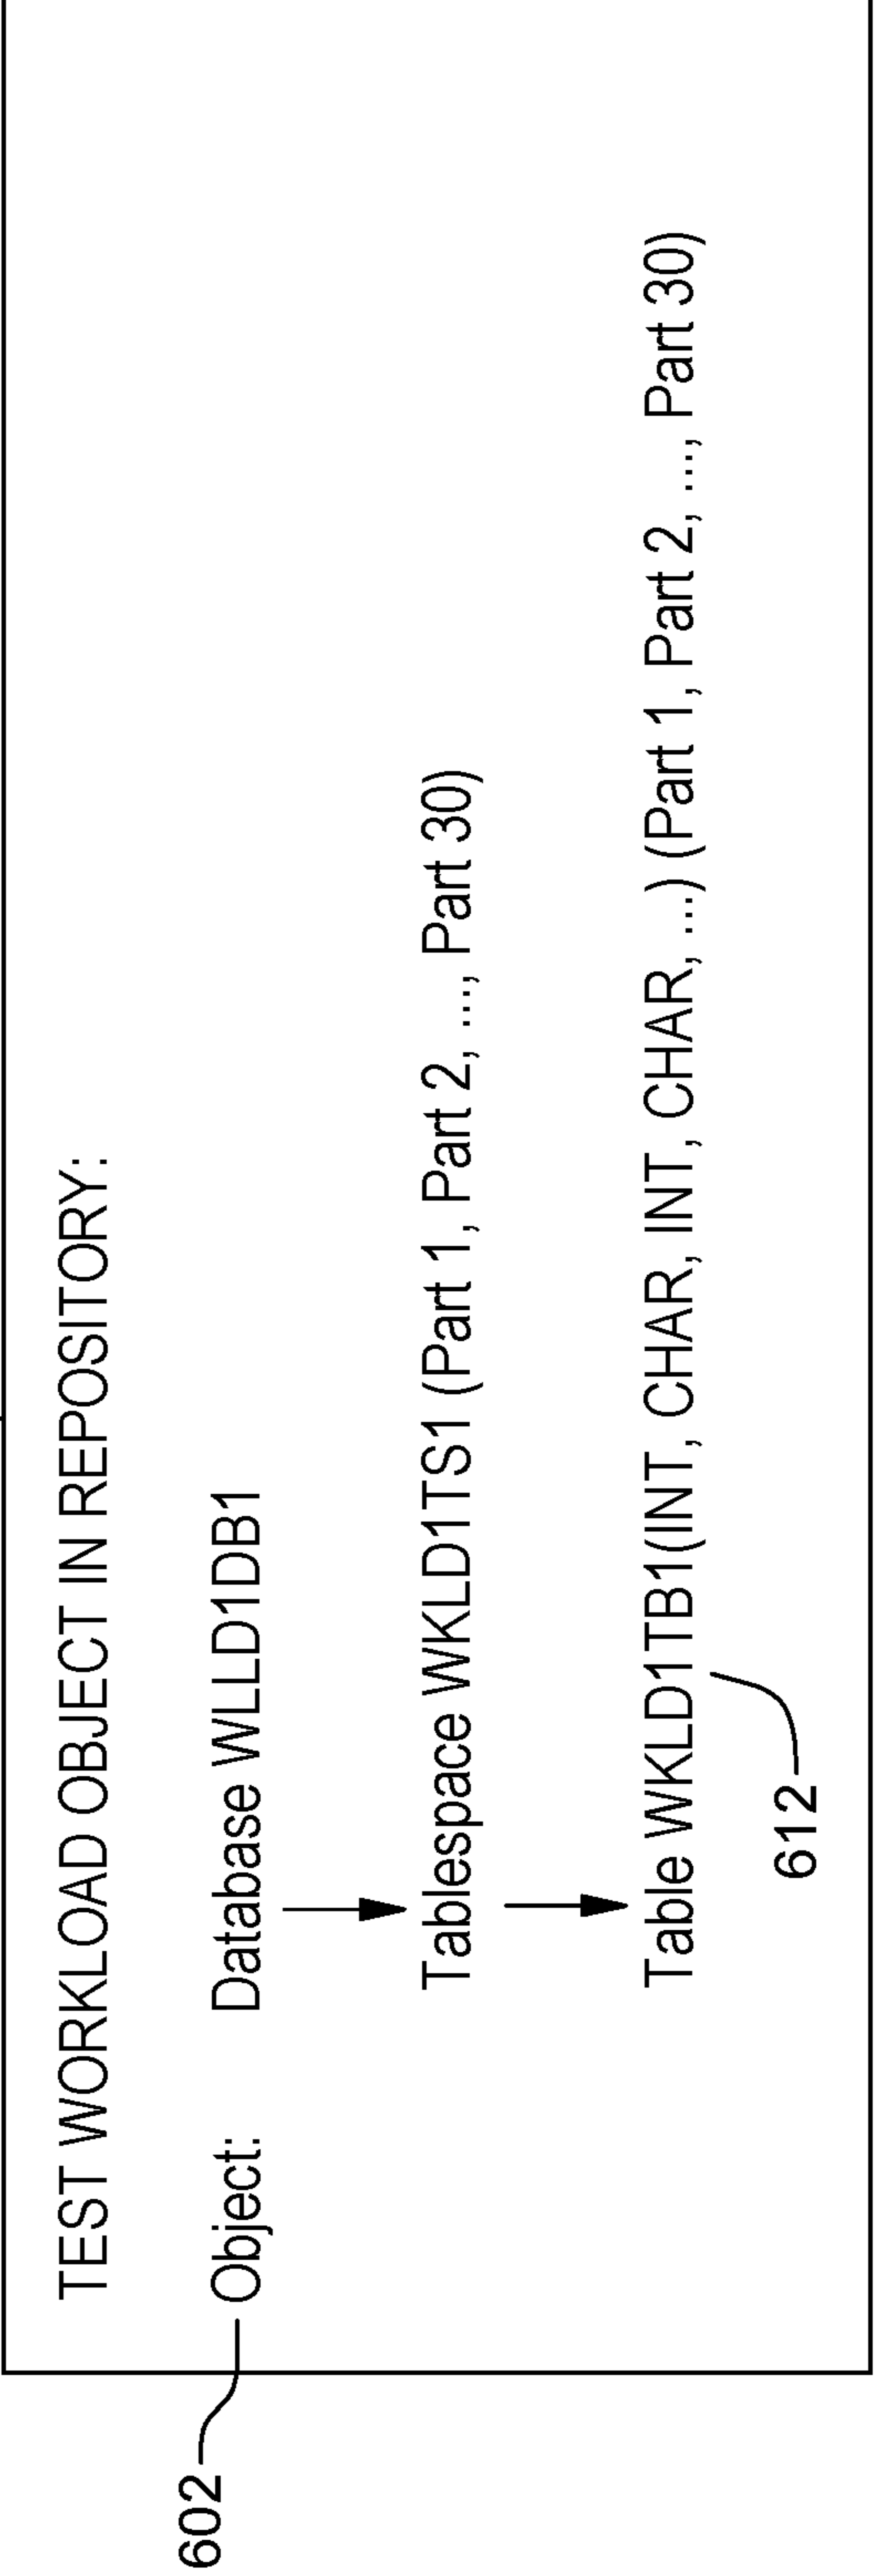 TEST WORKLOAD OBJECT IN REPOSITORY:
602 Object: Database WLLD1DB1
Tablespace WKLD1TS1 (Part 1, Part 2, ..., Part 30)
Table WKLD1TB1(INT, CHAR, INT, CHAR, ...) (Part 1, Part 2, ..., Part 30)
612